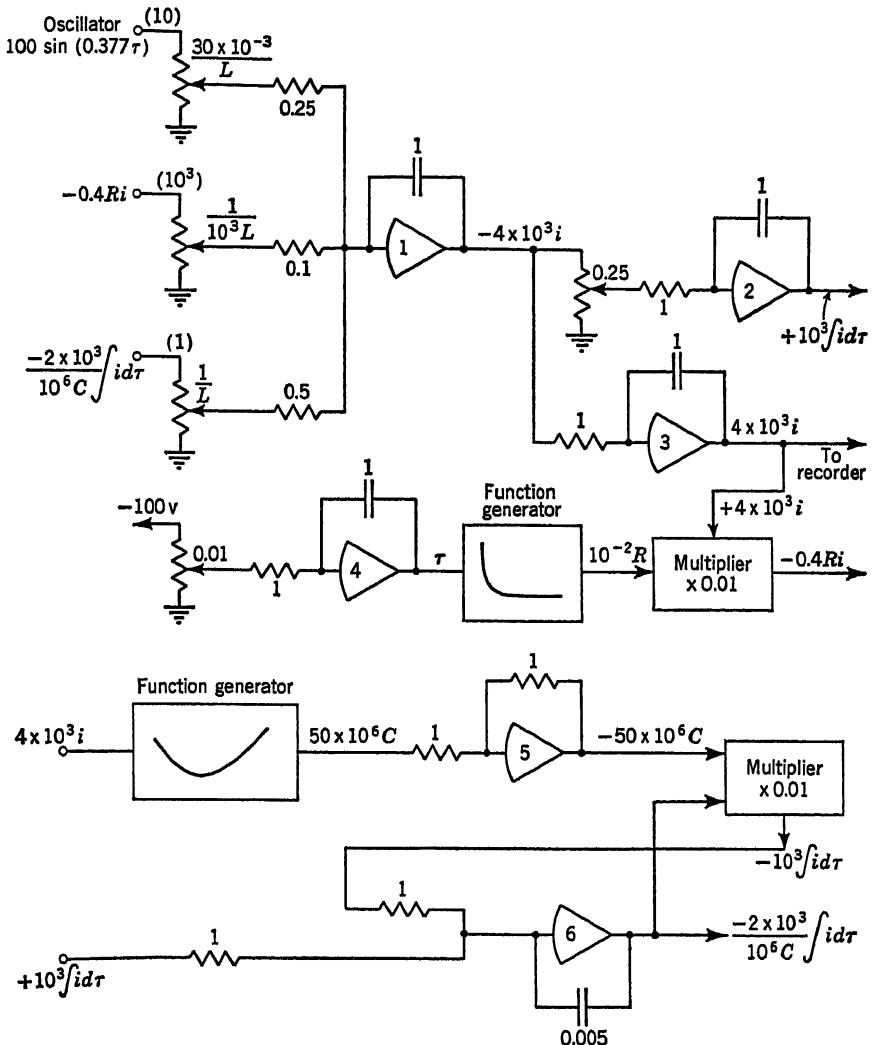 Oscillator (10)
100 sin (0.377τ)
30 x 10⁻³
L
0.25
−0.4Ri (10³)
1
10³L
0.1
1
1
−4 x 10³i
0.25
1
1
2
+10³∫idτ
−2 x 10³
10⁶C
∫idτ
(1)
1
L
0.5
1
1
3
4 x 10³i
To
recorder
−100v
0.01
1
1
4
τ
Function
generator
10⁻²R
+4 x 10³i
Multiplier
x 0.01
−0.4Ri
Function generator
4 x 10³i
50 x 10⁶C
1
1
5
−50 x 10⁶C
Multiplier
x 0.01
−10³∫idτ
1
1
+10³∫idτ
6
0.005
−2 x 10³
10⁶C
∫idτ